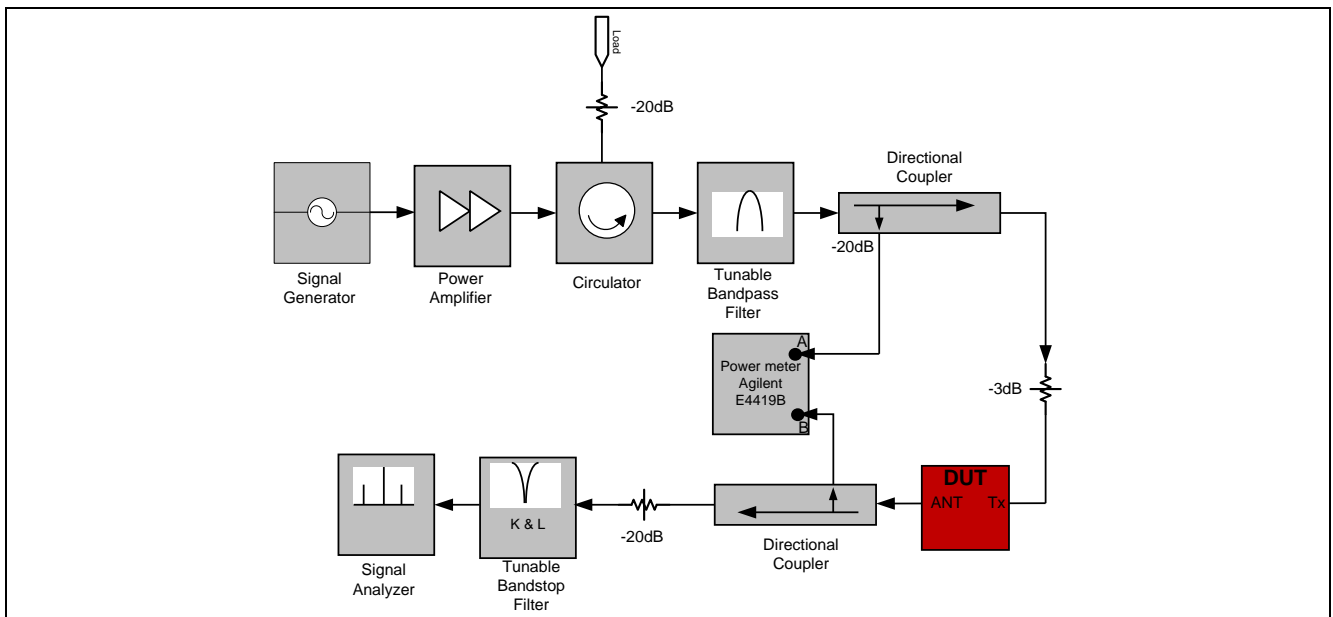 Load
-20dB
Signal
Generator
Power
Amplifier
Circulator
Tunable
Bandpass
Filter
Directional
Coupler
-20dB
A
Power meter
Agilent
E4419B
B
-3dB
DUT
ANT Tx
Directional
Coupler
-20dB
K & L
Tunable
Bandstop
Filter
Signal
Analyzer